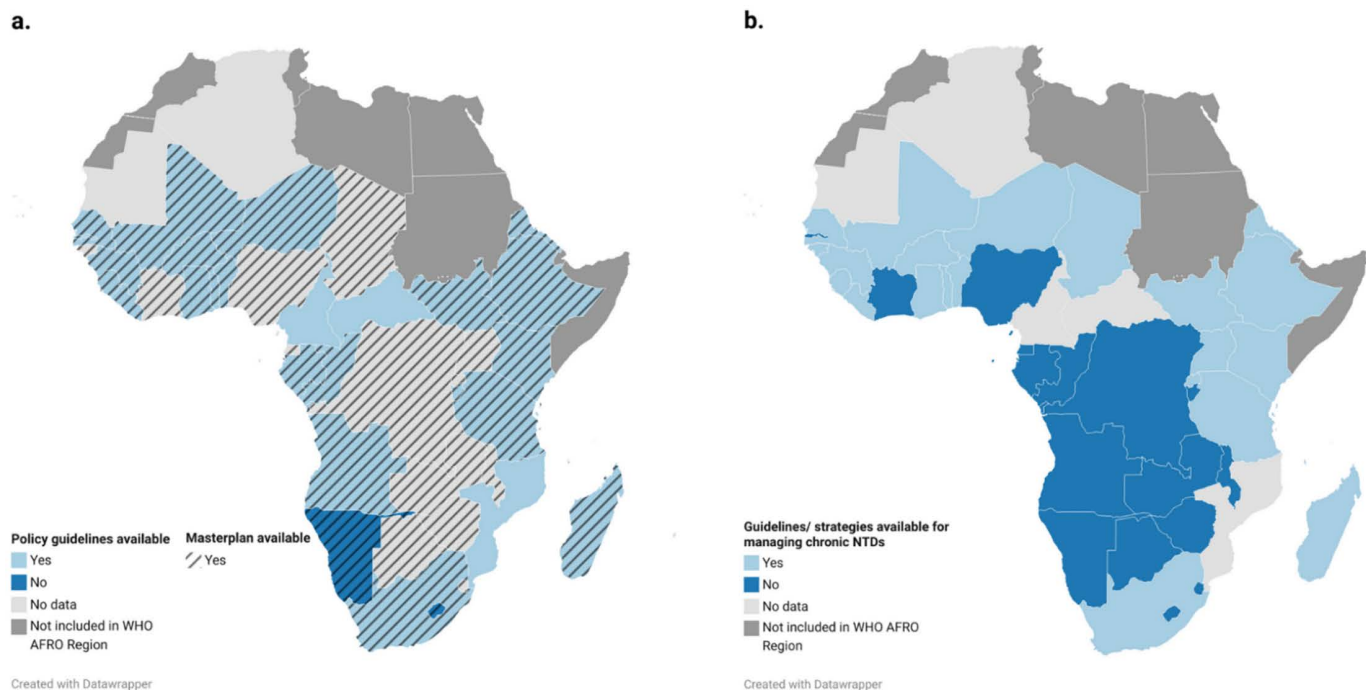 a.
Policy guidelines available
Yes
No
No data
Not included in WHO
AFRO Region
Masterplan available
Yes
Created with Datawrapper
b.
Guidelines/ strategies available for
managing chronic NTDs
Yes
No
No data
Not included in WHO AFRO
Region
Created with Datawrapper